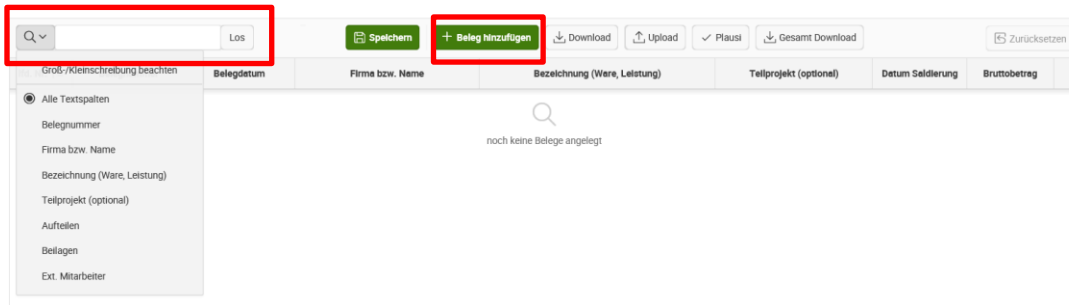 Los
Speichern
+ Beleg hinzufügen
Download
Upload
Plausi
Gesamt Download
Zurücksetzen
Groß-/Kleinschreibung beachten
Belegdatum
Firma bzw. Name
Bezeichnung (Ware, Leistung)
Teilprojekt (optional)
Datum Saldierung
Bruttobetrag
Alle Textspalten
Belegnummer
Firma bzw. Name
Bezeichnung (Ware, Leistung)
Teilprojekt (optional)
Aufteilen
Beilagen
Ext. Mitarbeiter
noch keine Belege angelegt